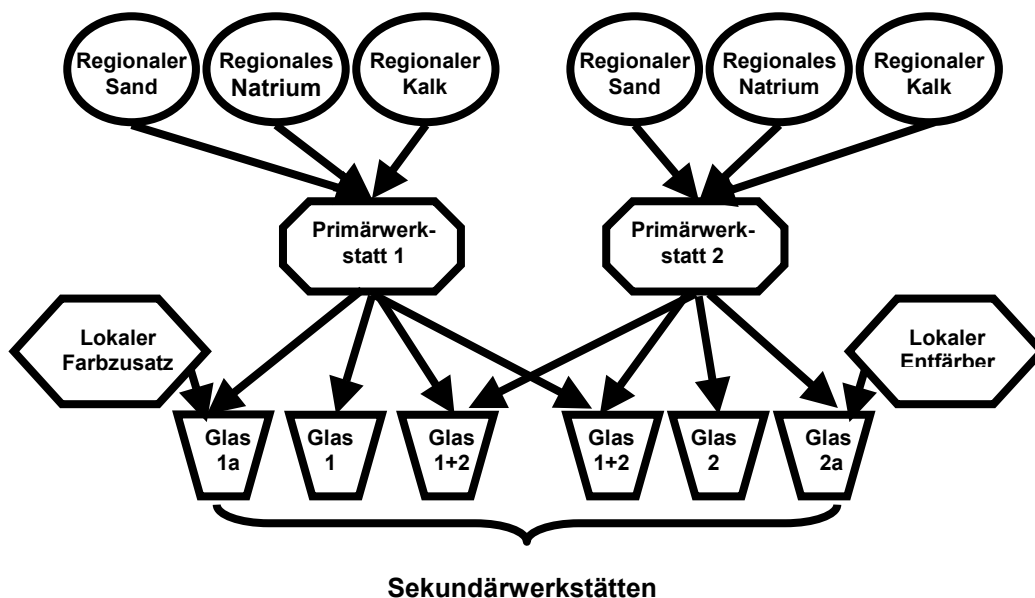 Regionaler
Sand
Regionales
Natrium
Regionaler
Kalk
Regionaler
Sand
Regionales
Natrium
Regionaler
Kalk
Primärwerk-
statt 1
Primärwerk-
statt 2
Lokaler
Farbzusatz
Lokaler
Entfärber
Glas
1a
Glas
1
Glas
1+2
Glas
1+2
Glas
2
Glas
2a
Sekundärwerkstätten